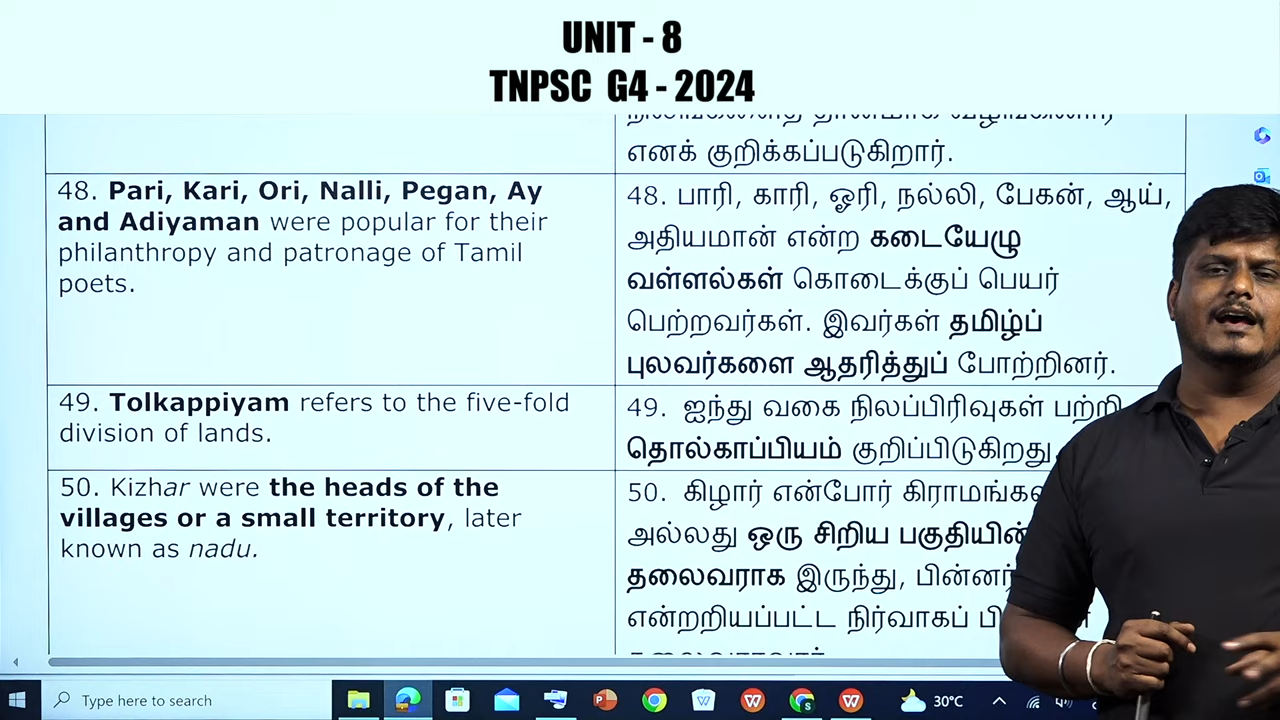 UNIT - 8
TNPSC G4 - 2024
எனக் குறிக்கப்படுகிறார்.
48. Pari, Kari, Ori, Nalli, Pegan, Ay
and Adiyaman were popular for their
philanthropy and patronage of Tamil
poets.
48. பாரி, காரி, ஓரி, நல்லி, பேகன், ஆய்,
அதியமான் என்ற கடையேழு
வள்ளல்கள் கொடைக்குப் பெயர்
பெற்றவர்கள். இவர்கள் தமிழ்ப்
புலவர்களை ஆதரித்துப் போற்றினர்.
49. Tolkappiyam refers to the five-fold
division of lands.
49. ஐந்து வகை நிலப்பிரிவுகள் பற்றி
தொல்காப்பியம் குறிப்பிடுகிறது.
50. Kizhar were the heads of the
villages or a small territory, later
known as nadu.
50. கிழார் என்போர்
அல்லது ஒரு சிறிய பகுதியின்
தலைவராக இருந்து, பின்னர்
என்றறியப்பட்ட நிர்வாகப்
Type here to search
30°C